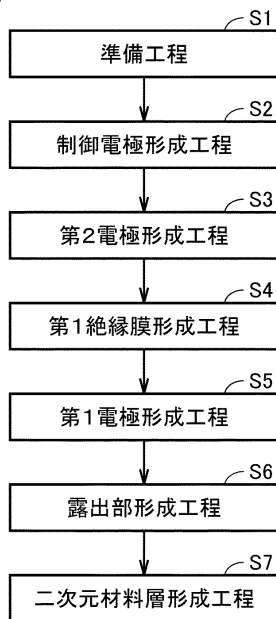 S1
準備工程
S2
制御電極形成工程
S3
第2電極形成工程
S4
第1絶縁膜形成工程
S5
第1電極形成工程
S6
露出部形成工程
S7
二次元材料層形成工程